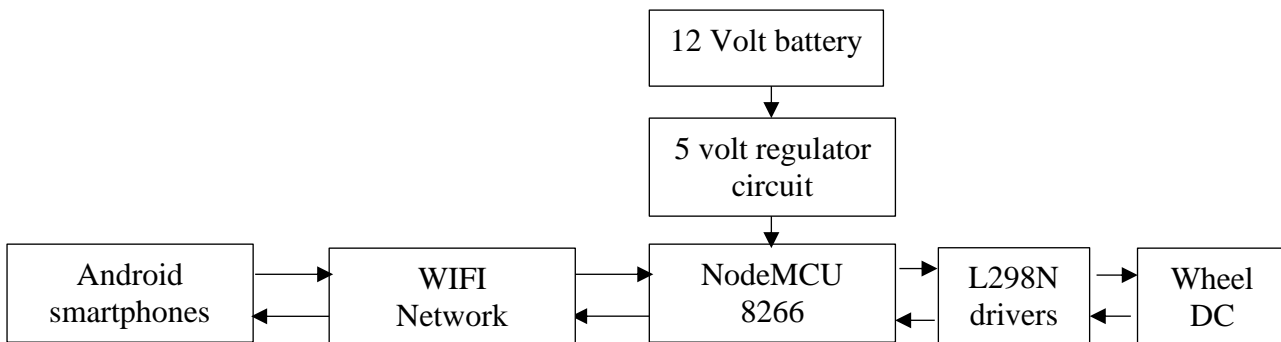 12 Volt battery
5 volt regulator
circuit
Android
smartphones
WIFI
Network
NodeMCU
8266
L298N
drivers
Wheel
DC